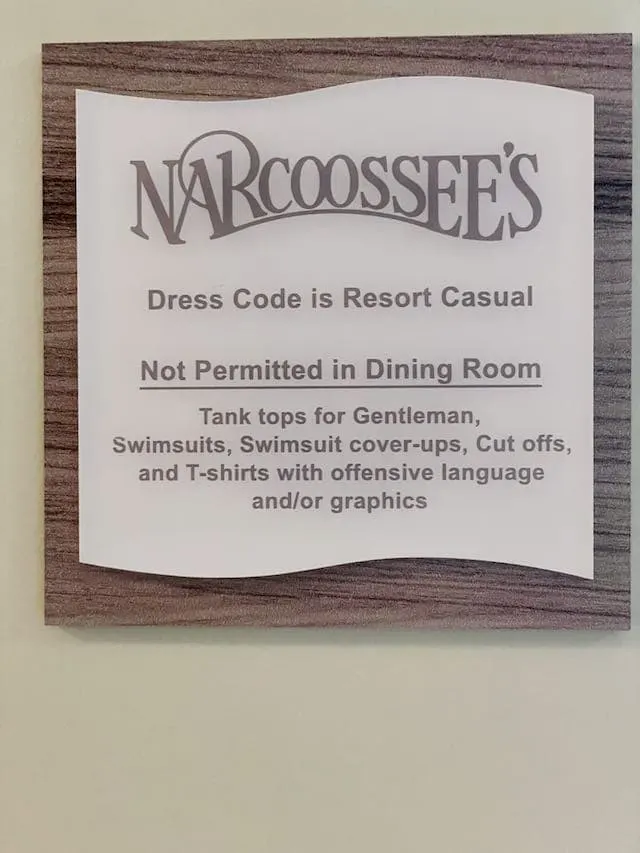 NARCOOSSEE'S
Dress Code is Resort Casual
Not Permitted in Dining Room
Tank tops for Gentleman,
Swimsuits, Swimsuit cover-ups, Cut offs,
and T-shirts with offensive language
and/or graphics